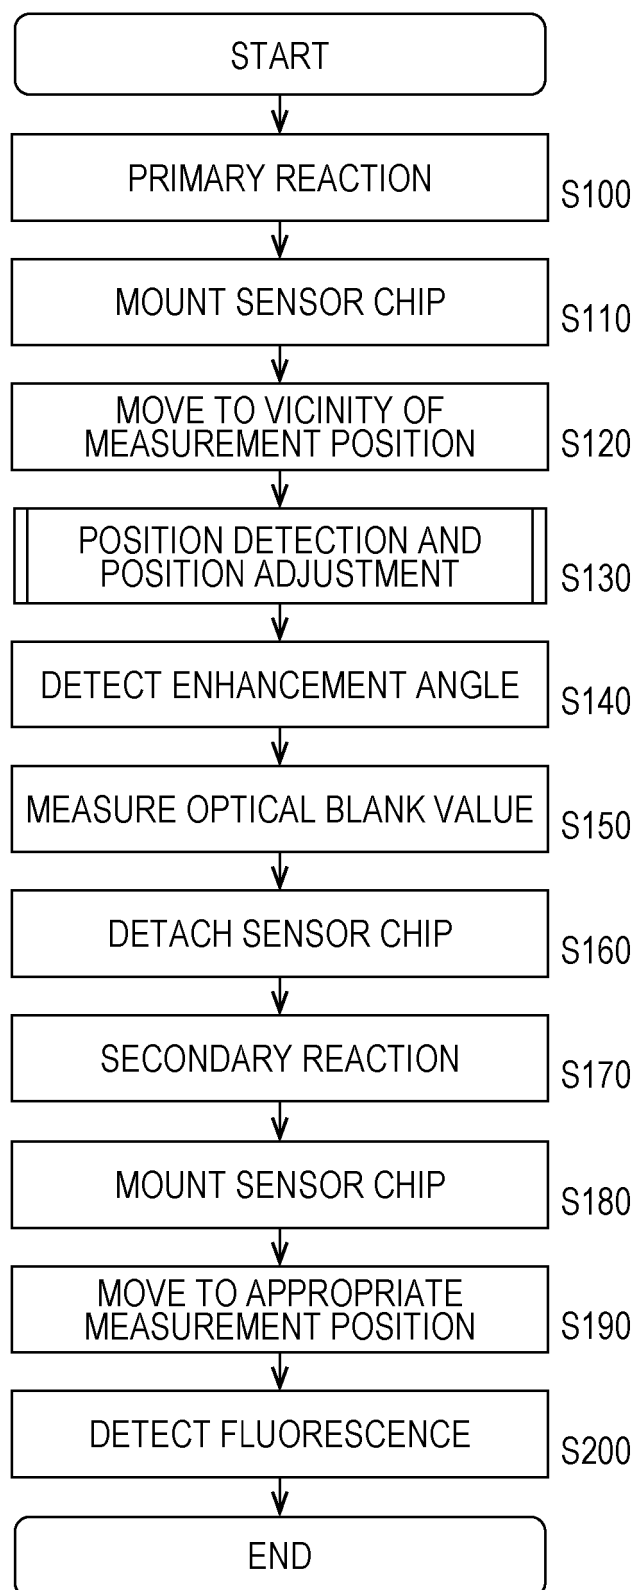 START
PRIMARY REACTION
S100
MOUNT SENSOR CHIP
S110
MOVE TO VICINITY OF
MEASUREMENT POSITION
S120
POSITION DETECTION AND
POSITION ADJUSTMENT
S130
DETECT ENHANCEMENT ANGLE
S140
MEASURE OPTICAL BLANK VALUE
S150
DETACH SENSOR CHIP
S160
SECONDARY REACTION
S170
MOUNT SENSOR CHIP
S180
MOVE TO APPROPRIATE
MEASUREMENT POSITION
S190
DETECT FLUORESCENCE
S200
END